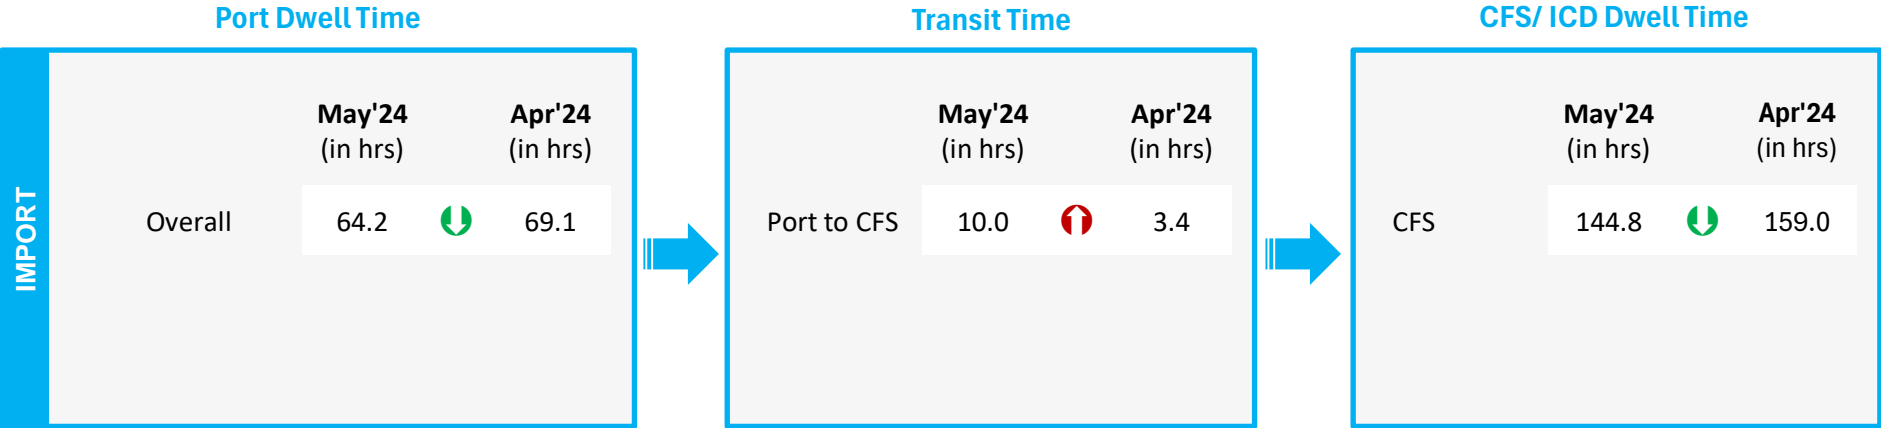 Port Dwell Time
Transit Time
CFS/ ICD Dwell Time
IMPORT
May'24 Apr'24
(in hrs) (in hrs)
Overall 64.2 69.1
May'24 Apr'24
(in hrs) (in hrs)
Port to CFS 10.0 3.4
May'24 Apr'24
(in hrs) (in hrs)
CFS 144.8 159.0